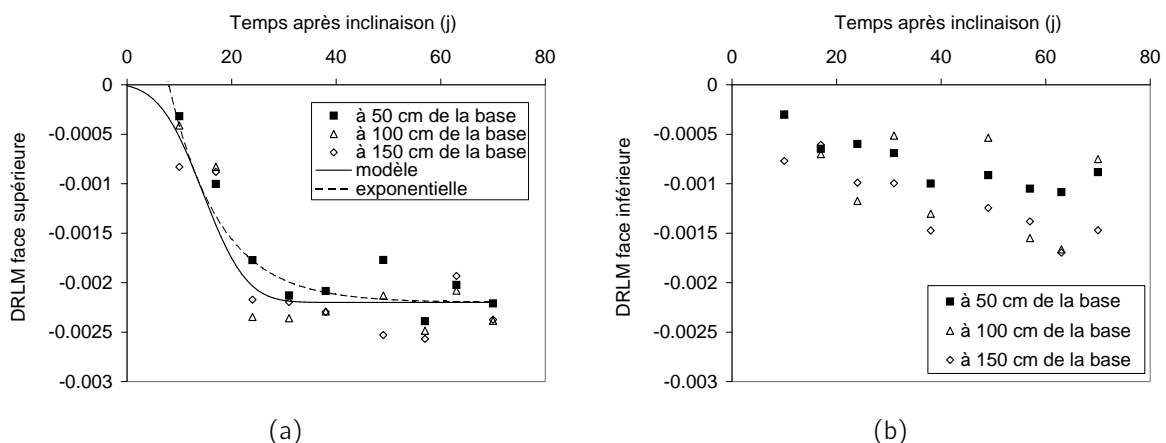 Temps après inclinaison (j)
0 20 40 60 80
0
-0.0005
-0.001
-0.0015
-0.002
-0.0025
-0.003
DRLM face supérieure
à 50 cm de la base
à 100 cm de la base
à 150 cm de la base
modèle
exponentielle
(a)
Temps après inclinaison (j)
0 20 40 60 80
0
-0.0005
-0.001
-0.0015
-0.002
-0.0025
-0.003
DRLM face inférieure
à 50 cm de la base
à 100 cm de la base
à 150 cm de la base
(b)